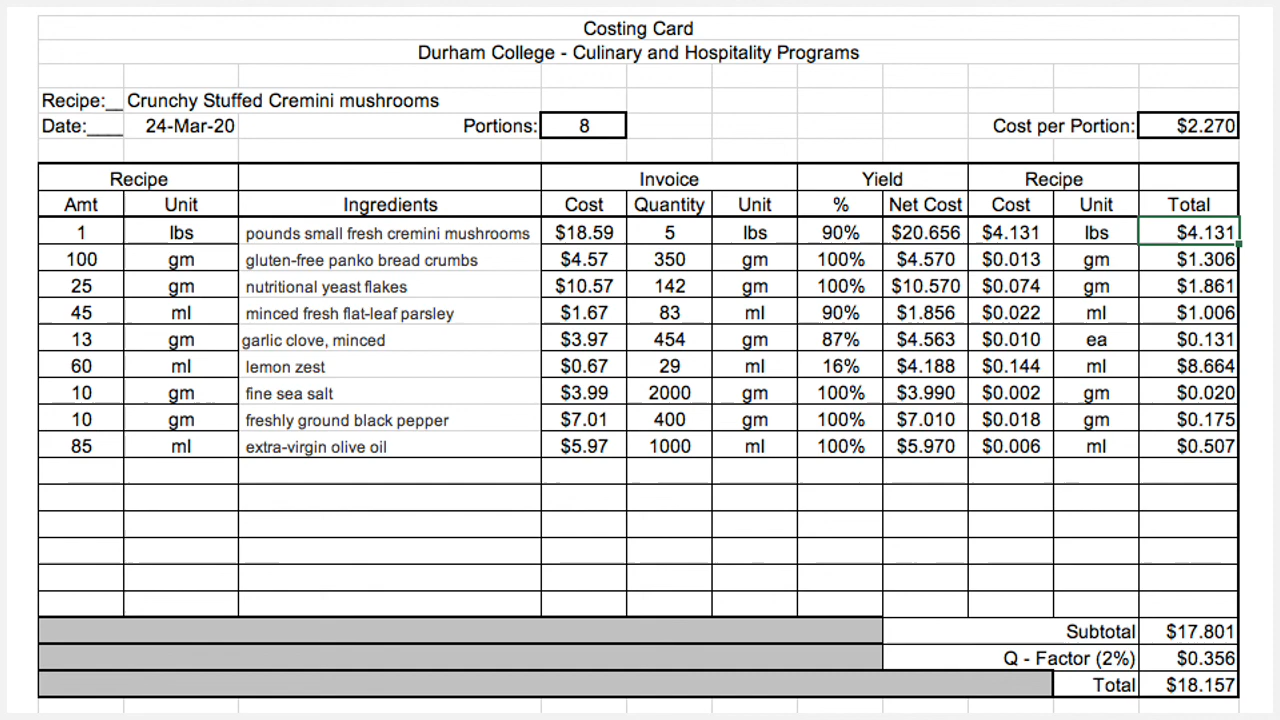 Costing Card
Durham College - Culinary and Hospitality Programs
Recipe:__ Crunchy Stuffed Cremini mushrooms
Date:____ 24-Mar-20 Portions: 8 Cost per Portion: $2.270
Recipe Invoice Yield Recipe
Amt Unit Ingredients Cost Quantity Unit % Net Cost Cost Unit Total
1 lbs pounds small fresh cremini mushrooms $18.59 5 lbs 90% $20.656 $4.131 lbs $4.131
100 gm gluten-free panko bread crumbs $4.57 350 gm 100% $4.570 $0.013 gm $1.306
25 gm nutritional yeast flakes $10.57 142 gm 100% $10.570 $0.074 gm $1.861
45 ml minced fresh flat-leaf parsley $1.67 83 ml 90% $1.856 $0.022 ml $1.006
13 gm garlic clove, minced $3.97 454 gm 87% $4.563 $0.010 ea $0.131
60 ml lemon zest $0.67 29 ml 16% $4.188 $0.144 ml $8.664
10 gm fine sea salt $3.99 2000 gm 100% $3.990 $0.002 gm $0.020
10 gm freshly ground black pepper $7.01 400 gm 100% $7.010 $0.018 gm $0.175
85 ml extra-virgin olive oil $5.97 1000 ml 100% $5.970 $0.006 ml $0.507
Subtotal $17.801
Q - Factor (2%) $0.356
Total $18.157